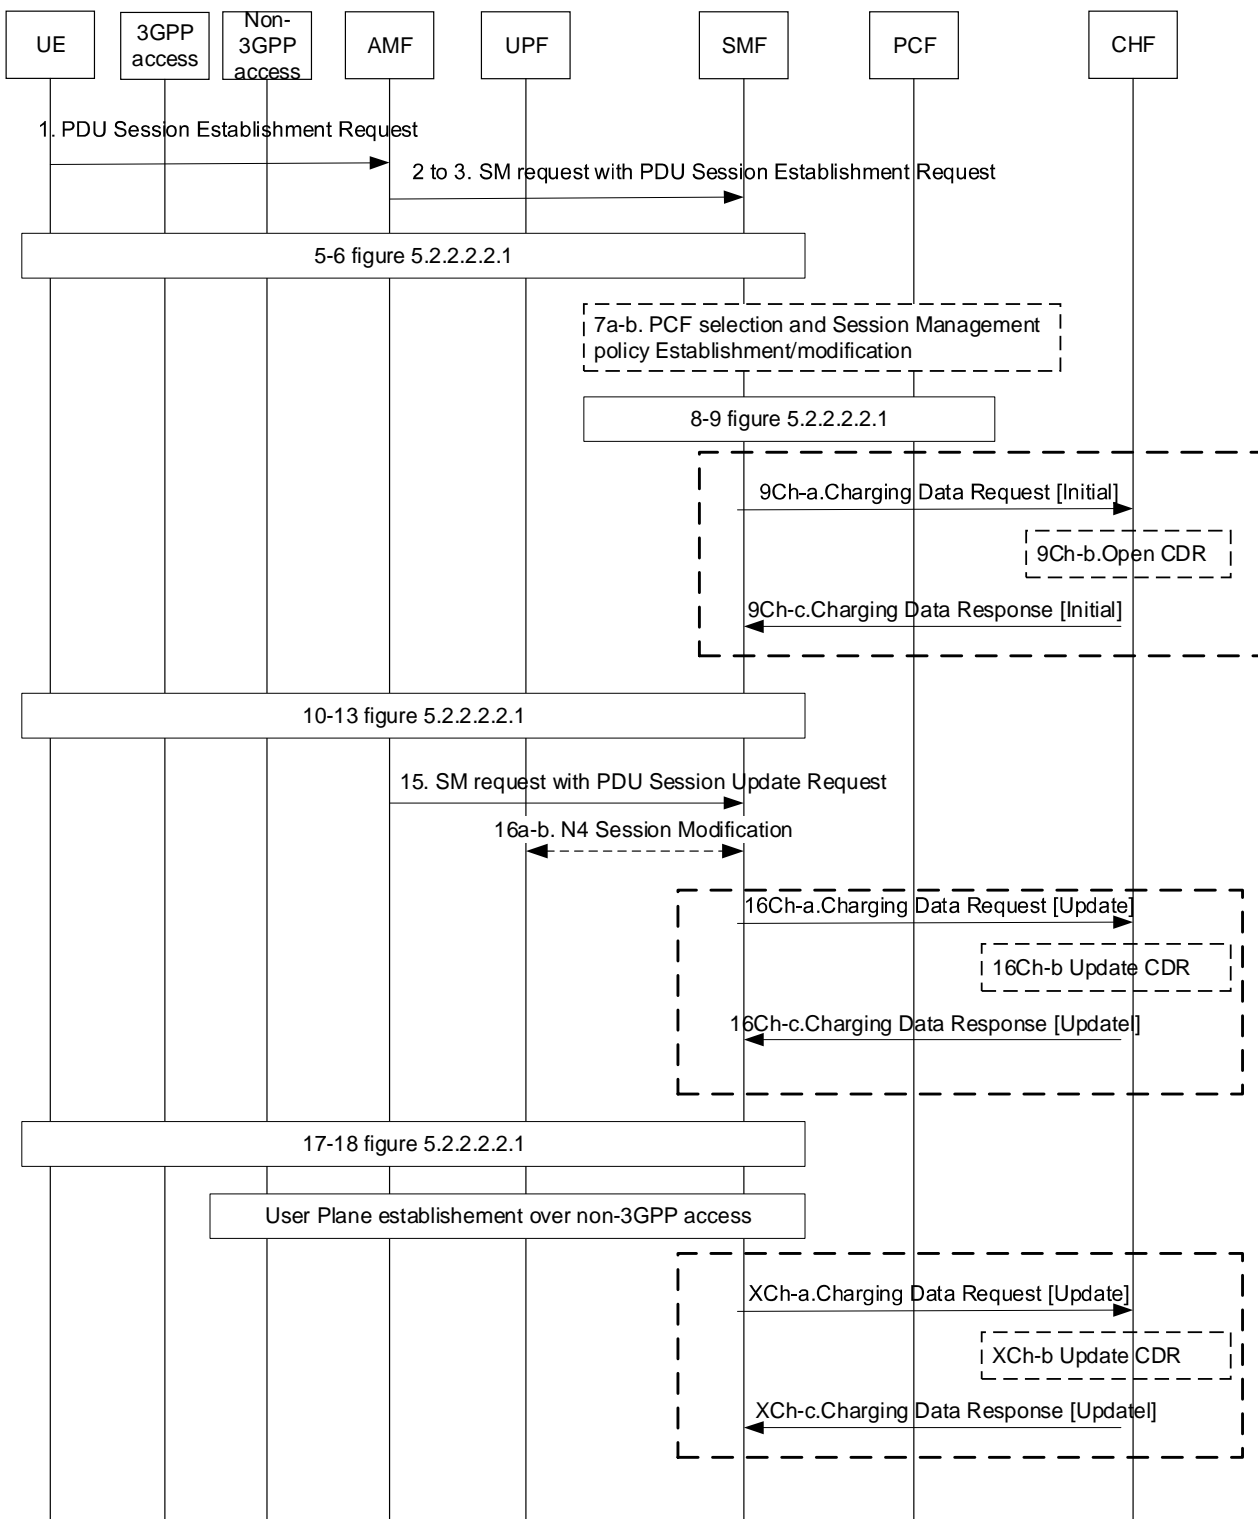 UE
3GPP
access
Non-
3GPP
access
AMF
UPF
SMF
PCF
CHF
1. PDU Session Establishment Request
2 to 3. SM request with PDU Session Establishment Request
5-6 figure 5.2.2.2.2.1
7a-b. PCF selection and Session Management
policy Establishment/modification
8-9 figure 5.2.2.2.2.1
9Ch-a.Charging Data Request [Initial]
9Ch-b.Open CDR
9Ch-c.Charging Data Response [Initial]
10-13 figure 5.2.2.2.2.1
15. SM request with PDU Session Update Request
16a-b. N4 Session Modification
16Ch-a.Charging Data Request [Update]
16Ch-b Update CDR
16Ch-c.Charging Data Response [Updatel]
17-18 figure 5.2.2.2.2.1
User Plane establishement over non-3GPP access
XCh-a.Charging Data Request [Update]
XCh-b Update CDR
XCh-c.Charging Data Response [Updatel]